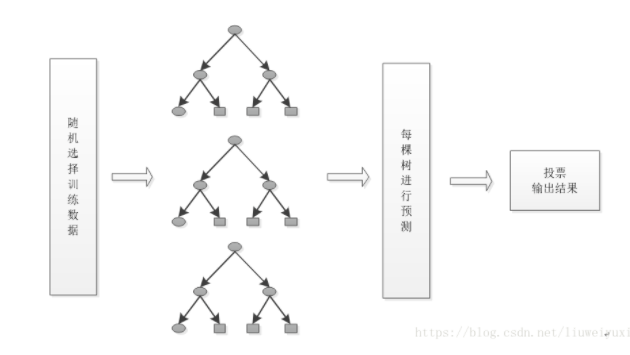 随机选择训练数据
每棵树进行预测
投票
输出结果
https://blog.csdn.net/liuweiyuxi